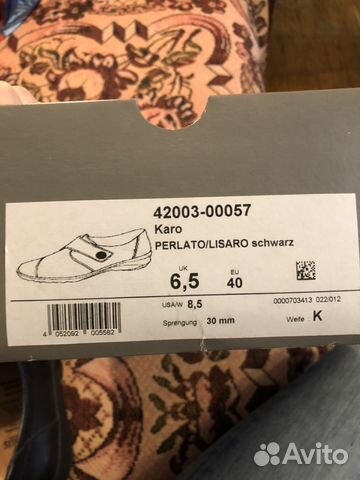 42003-00057
Karo
PERLATO/LISARO schwarz
UK EU
6,5 40
USA/W 8,5
0000703413 022/012
4 052092 005582
Sprengung 30 mm
Weite K
Avito